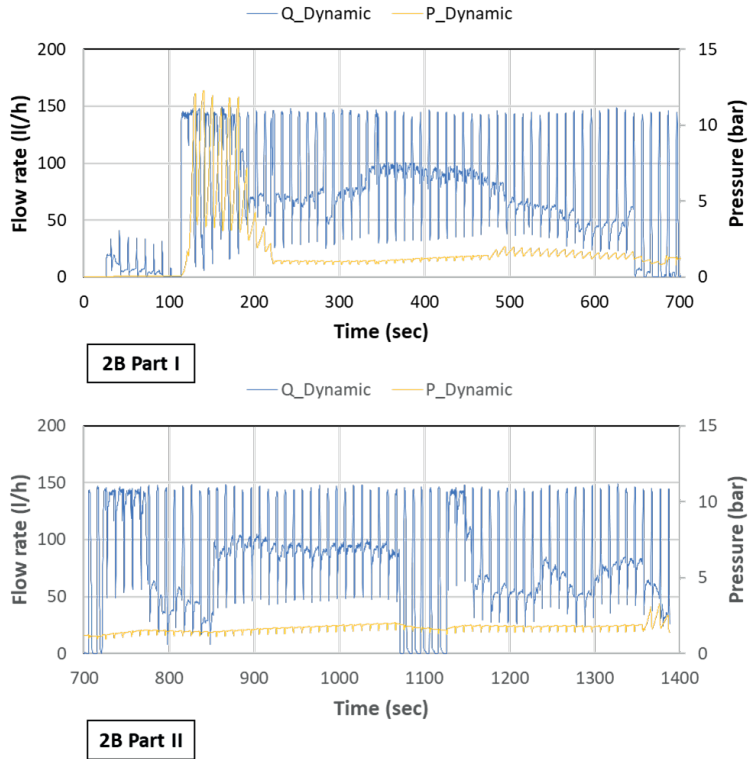 Q_Dynamic P_Dynamic
200 15
150
10
100
5
50
0 0
0 100 200 300 400 500 600 700
Flow rate (l(/h)
Pressure (bar)
Time (sec)
2B Part I
Q_Dynamic P_Dynamic
200 15
150
10
100
5
50
0 0
700 800 900 1000 1100 1200 1300 1400
Flow rate (l/h)
Pressure (bar)
Time (sec)
2B Part II